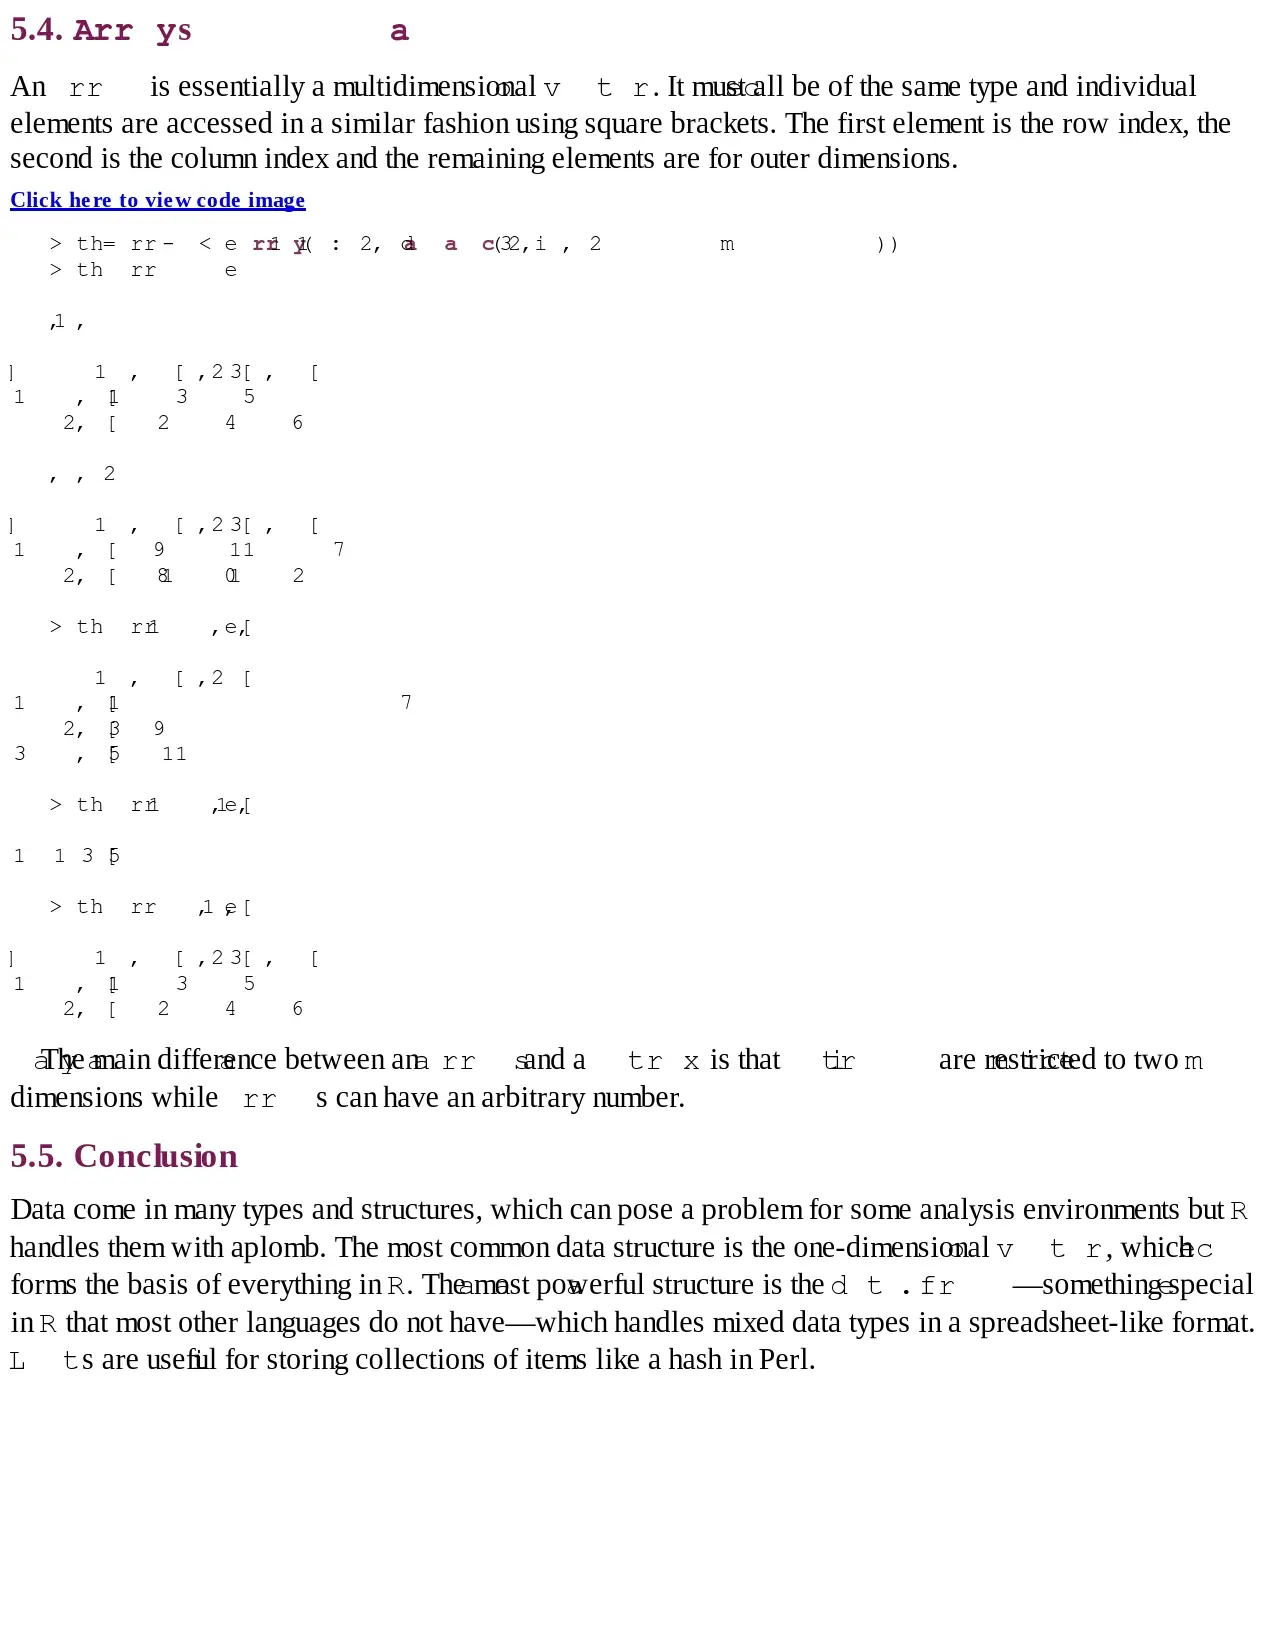 5.4. Arr ys a
An rr is essentially a multidimensional v t r. It must all be of the same type and individual
elements are accessed in a similar fashion using square brackets. The first element is the row index, the
second is the column index and the remaining elements are for outer dimensions.
Click here to view code image
> th= rr - < e rr y ( : 2, a a c(3, i , 2 m ))
> th rr e
,1 ,
] 1 , [ ,2 3[ , [
1 , [1 3 5
2, [ 2 4 6
, , 2
] 1 , [ ,2 3[ , [
1 , [ 9 11 7
2, [ 81 01 2
> th rr1 ,e,[
1 , [ ,2 [
1 , [1 7
2, [3 9
3 , [5 11
> th rr1 ,1e,[
1 1 3 [5
> th rr ,1 ,e [
] 1 , [ ,2 3[ , [
1 , [1 3 5
2, [ 2 4 6
The main difference between an a rr s and a t r x is that t r are restricted to two m
dimensions while rr s can have an arbitrary number.
5.5. Conclusion
Data come in many types and structures, which can pose a problem for some analysis environments but R
handles them with aplomb. The most common data structure is the one-dimensional v t r, which
forms the basis of everything in R. The most powerful structure is the d t .fr —something special
in R that most other languages do not have—which handles mixed data types in a spreadsheet-like format.
L ts are useful for storing collections of items like a hash in Perl.